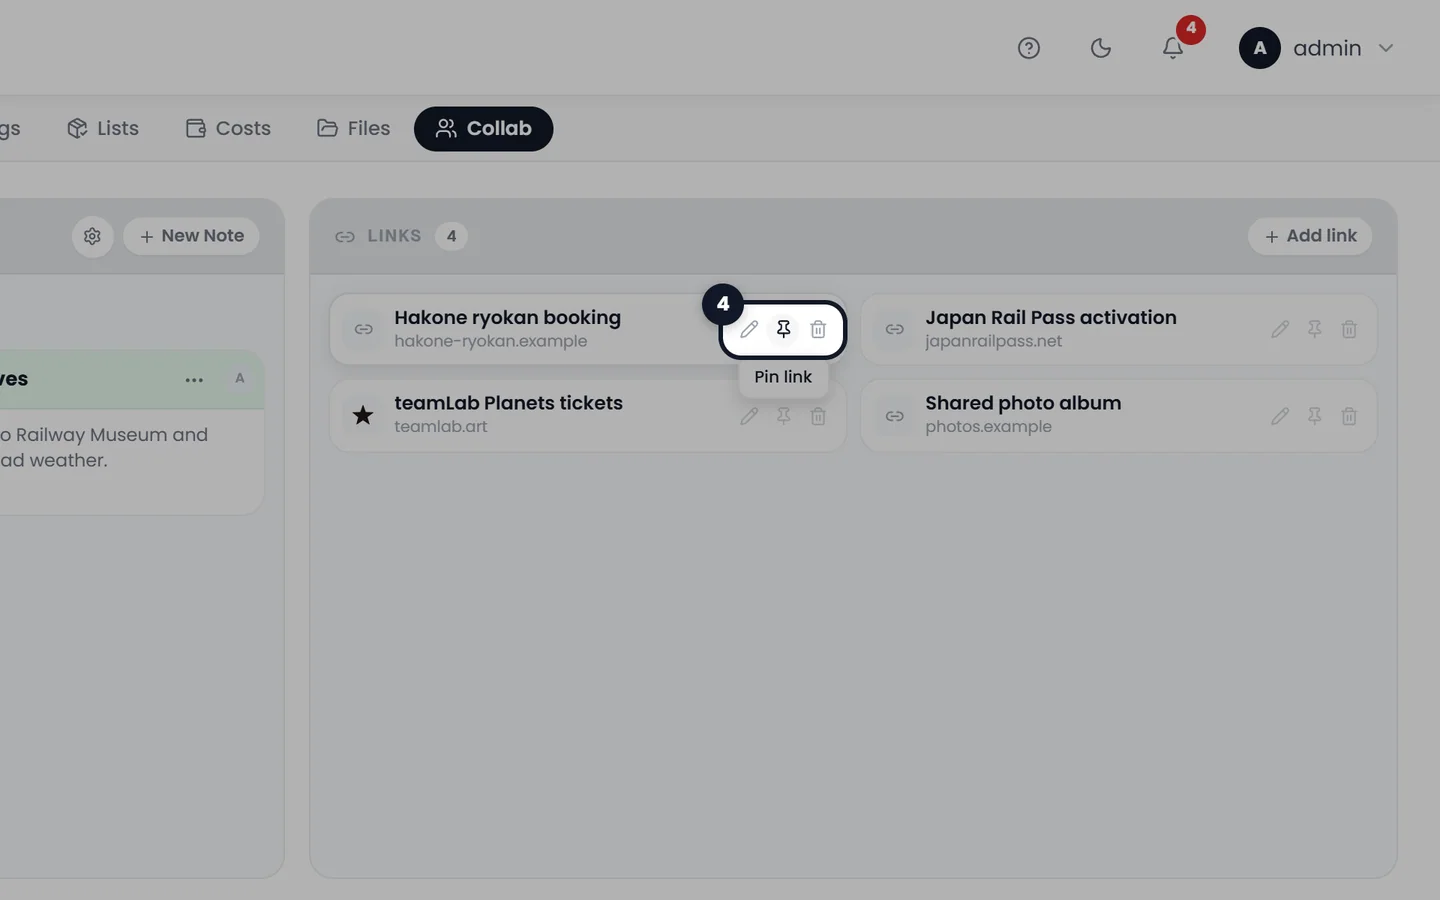 4
A admin
gs Lists Costs Files Collab
+ New Note
LINKS 4
+ Add link
4
Hakone ryokan booking
hakone-ryokan.example
Japan Rail Pass activation
japanrailpass.net
Pin link
ves ... A
teamLab Planets tickets
teamlab.art
Shared photo album
photos.example
o Railway Museum and
ad weather.